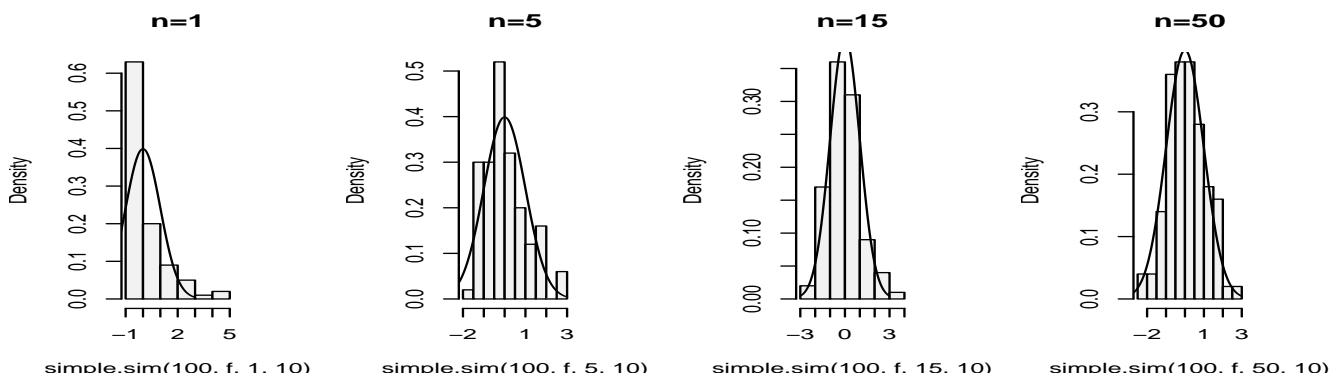 n=1
n=5
n=15
n=50
Density
0.0 0.1 0.2 0.3 0.4 0.5 0.6
−1 2 5
simple.sim(100, f, 1, 10)
Density
0.0 0.1 0.2 0.3 0.4 0.5
−2 1 3
simple.sim(100, f, 5, 10)
Density
0.00 0.10 0.20 0.30
−3 0 3
simple.sim(100, f, 15, 10)
Density
0.0 0.1 0.2 0.3
−2 1 3
simple.sim(100, f, 50, 10)